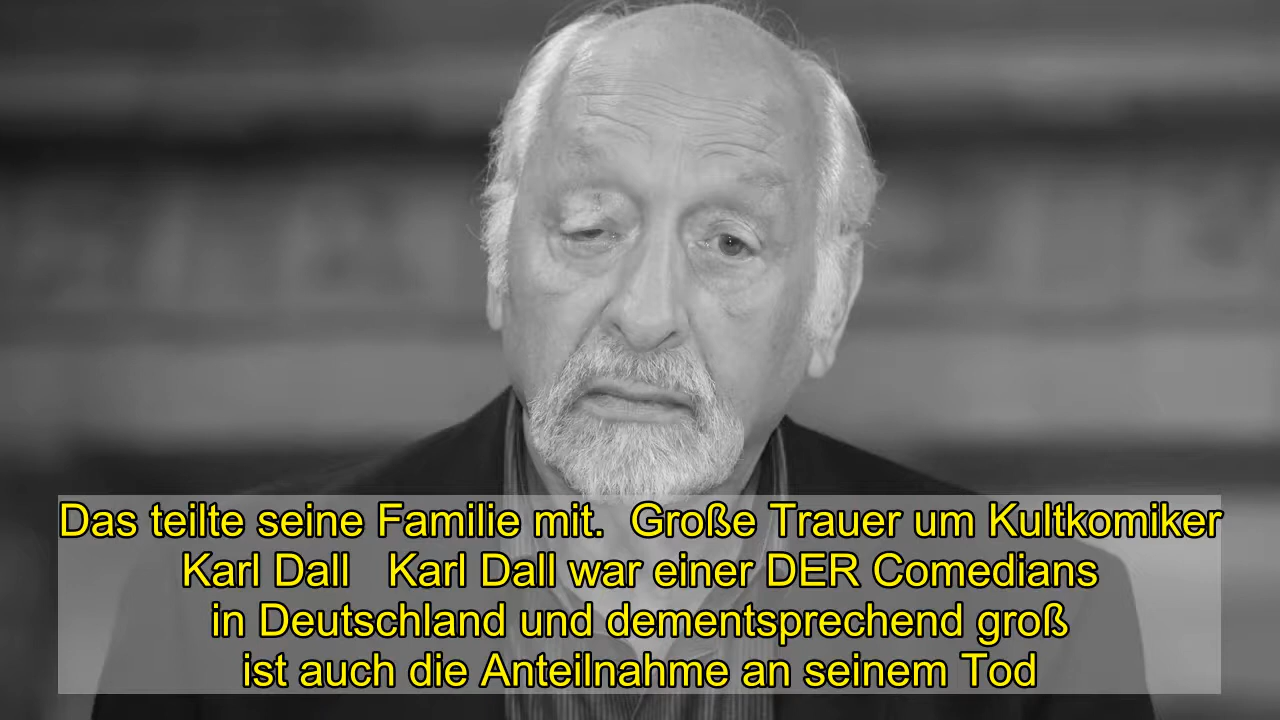 Das teilte seine Familie mit.  Große Trauer um Kultkomiker
Karl Dall   Karl Dall war einer DER Comedians
in Deutschland und dementsprechend groß
ist auch die Anteilnahme an seinem Tod